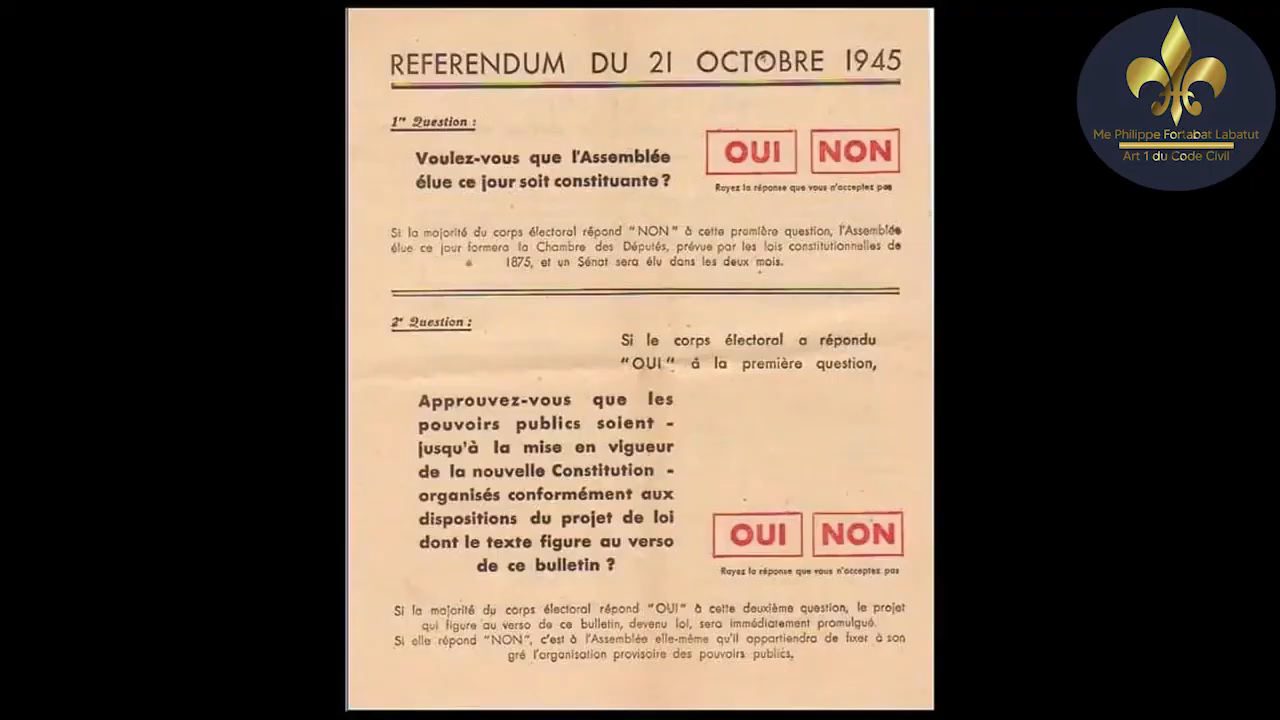 REFERENDUM DU 21 OCTOBRE 1945
1re Question :
Voulez-vous que l'Assemblée
élue ce jour soit constituante ?
OUI NON
Rayez la réponse que vous n'acceptez pas
Si la majorité du corps électoral répond "NON" à cette première question, l'Assemblée
élue ce jour formera la Chambre des Députés, prévue par les lois constitutionnelles de
1875, et un Sénat sera élu dans les deux mois.
2e Question :
Si le corps électoral a répondu
"OUI" à la première question,
Approuvez-vous que les
pouvoirs publics soient -
jusqu'à la mise en vigueur
de la nouvelle Constitution -
organisés conformément aux
dispositions du projet de loi
dont le texte figure au verso
de ce bulletin ?
OUI NON
Rayez la réponse que vous n'acceptez pas
Si la majorité du corps électoral répond "OUI" à cette deuxième question, le projet
qui figure au verso de ce bulletin, devenu loi, sera immédiatement promulgué.
Si elle répond "NON", c'est à l'Assemblée elle-même qu'il appartiendra de fixer à son
gré l'organisation provisoire des pouvoirs publics.
Me Philippe Fortabat Labatut
Art 1 du Code Civil